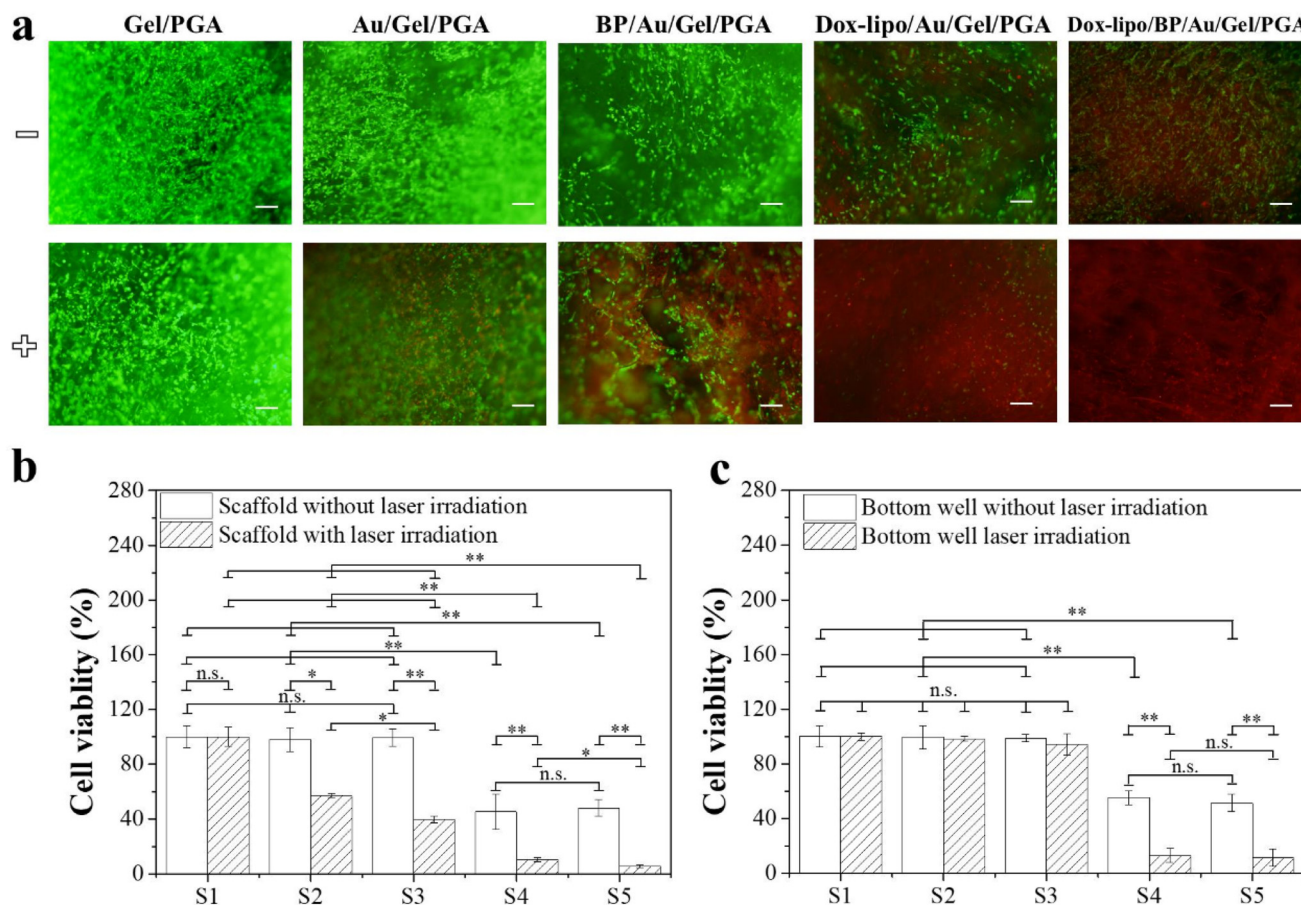 a
Gel/PGA
Au/Gel/PGA
BP/Au/Gel/PGA
Dox-lipo/Au/Gel/PGA
Dox-lipo/BP/Au/Gel/PGA
−
+
b
280
240
200
160
120
80
40
0
Cell viablity (%)
Scaffold without laser irradiation
Scaffold with laser irradiation
**
**
**
**
n.s.
*
**
n.s.
*
**
**
*
n.s.
S1
S2
S3
S4
S5
c
280
240
200
160
120
80
40
0
Cell viablity (%)
Bottom well without laser irradiation
Bottom well laser irradiation
**
**
n.s.
**
**
n.s.
n.s.
S1
S2
S3
S4
S5